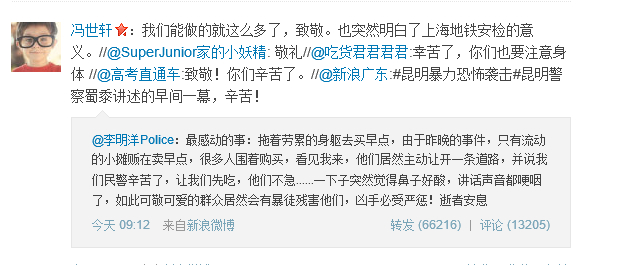 冯世轩：我们能做的就这么多了，致敬。也突然明白了上海地铁安检的意
义。//@SuperJunior家的小妖精: 敬礼//@吃货君君君君:幸苦了，你们也要注意身
体 //@高考直通车:致敬！你们辛苦了。//@新浪广东:#昆明暴力恐怖袭击#昆明警
察蜀黍讲述的早间一幕，辛苦！
@李明洋Police：最感动的事：拖着劳累的身躯去买早点，由于昨晚的事件，只有流动
的小摊贩在卖早点，很多人围着购买，看见我来，他们居然主动让开一条道路，并说我
们民警辛苦了，让我们先吃，他们不急......一下子突然觉得鼻子好酸，讲话声音都哽咽
了，如此可敬可爱的群众居然会有暴徒残害他们，凶手必受严惩！逝者安息
今天 09:12 来自新浪微博 转发 (66216) | 评论 (13205)